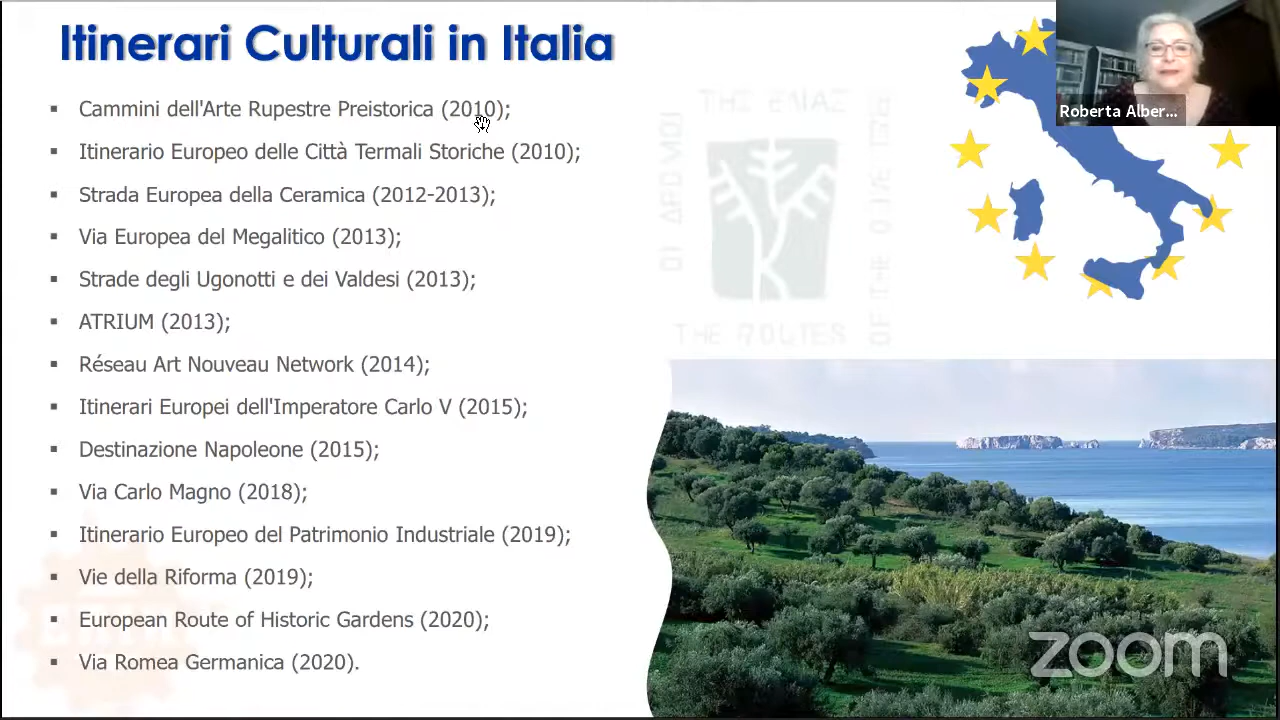 Itinerari Culturali in Italia
Cammini dell'Arte Rupestre Preistorica (2010);
Itinerario Europeo delle Città Termali Storiche (2010);
Strada Europea della Ceramica (2012-2013);
Via Europea del Megalitico (2013);
Strade degli Ugonotti e dei Valdesi (2013);
ATRIUM (2013);
Réseau Art Nouveau Network (2014);
Itinerari Europei dell'Imperatore Carlo V (2015);
Destinazione Napoleone (2015);
Via Carlo Magno (2018);
Itinerario Europeo del Patrimonio Industriale (2019);
Vie della Riforma (2019);
European Route of Historic Gardens (2020);
Via Romea Germanica (2020).
Roberta Alber...
THE ROUTES
zoom